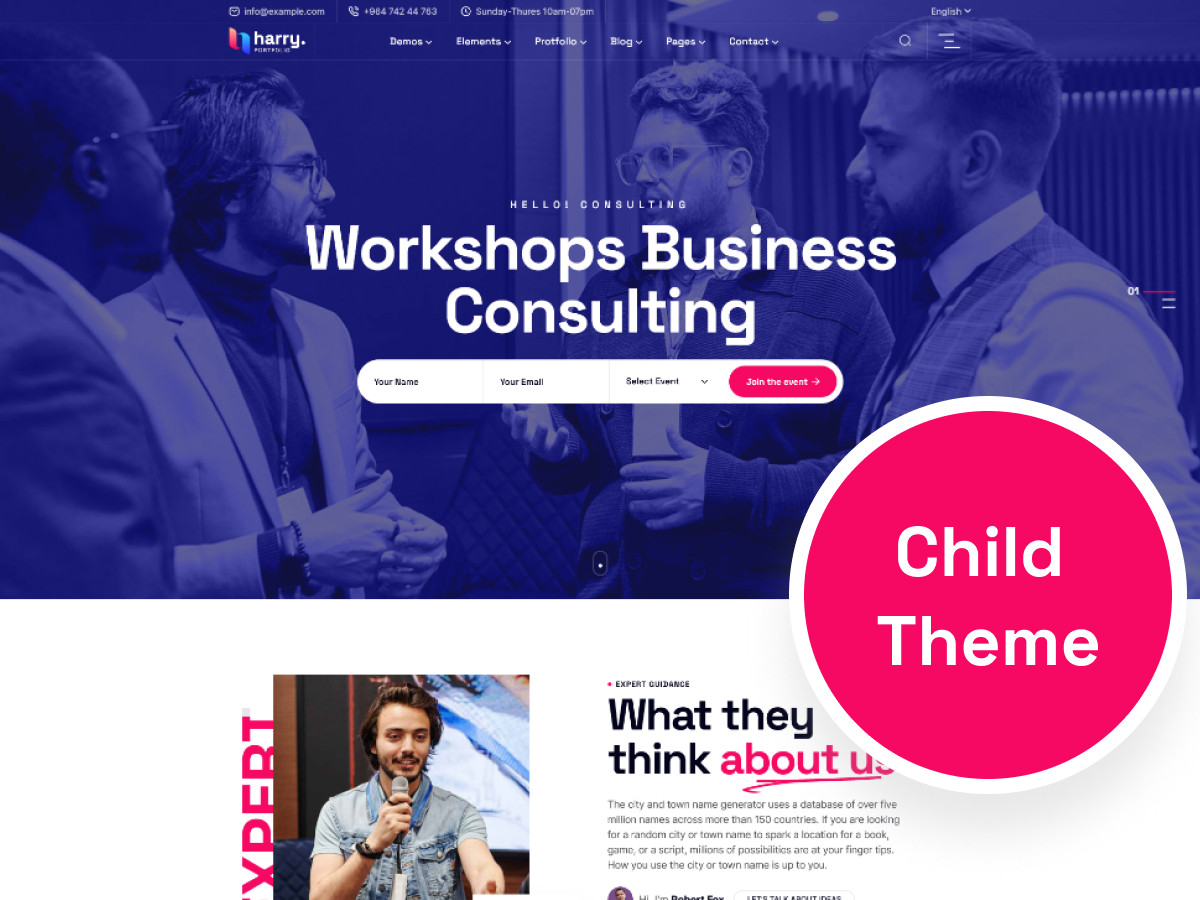 info@example.com
+964 742 44 763
Sunday-Thures 10am-07pm
English
harry.
PORTFOLIO
Demos
Elements
Protfolio
Blog
Pages
Contact
HELLO! CONSULTING
Workshops Business
Consulting
01
Your Name
Your Email
Select Event
Join the event
Child
Theme
EXPERT
EXPERT GUIDANCE
What they
think about us
The city and town name generator uses a database of over five
million names across more than 150 countries. If you are looking
for a random city or town name to spark a location for a book,
game, or a script, millions of possibilities are at your finger tips.
How you use the city or town name is up to you.
Hi, I'm Robert Fox
LET'S TALK ABOUT IDEAS